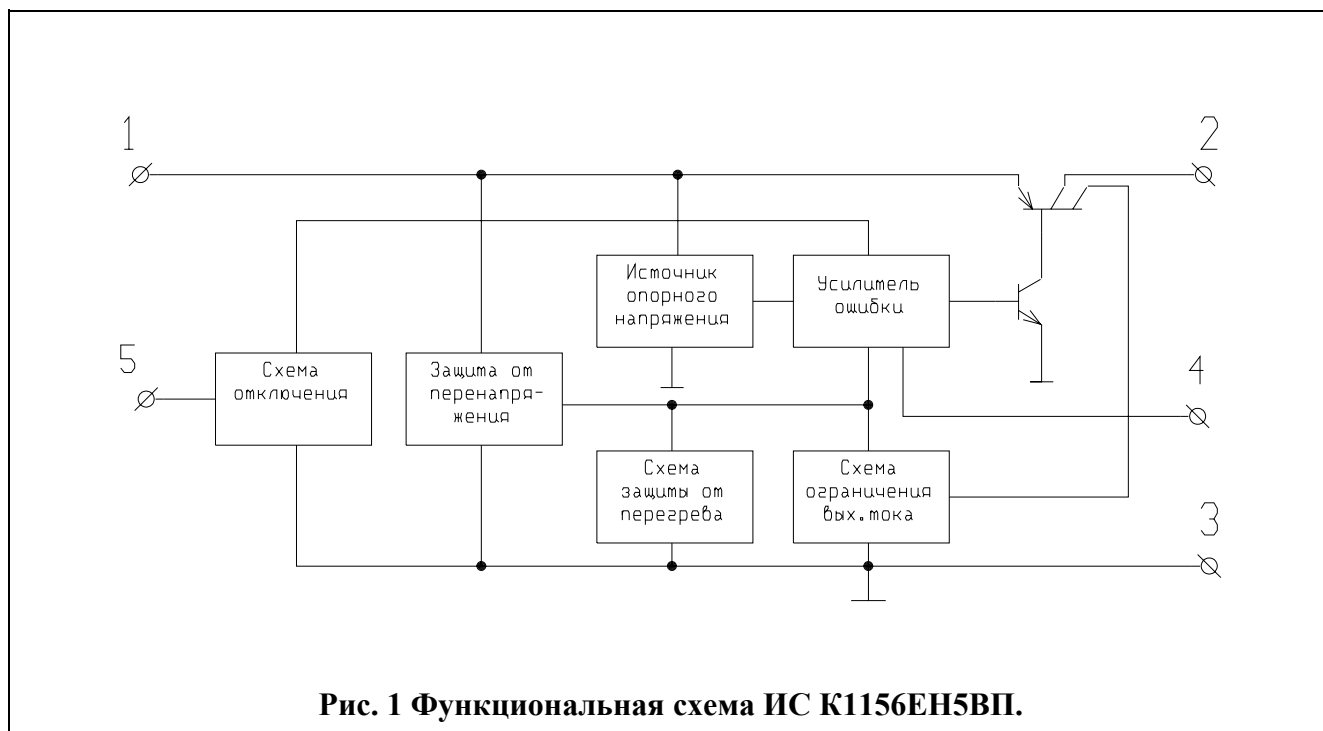 1
2
Источник
опорного
напряжения
Усилитель
ошибки
5
Схема
отключения
Защита от
перенапря-
жения
4
Схема
защиты от
перегрева
Схема
ограничения
вых.тока
3
Рис. 1 Функциональная схема ИС К1156ЕН5ВП.